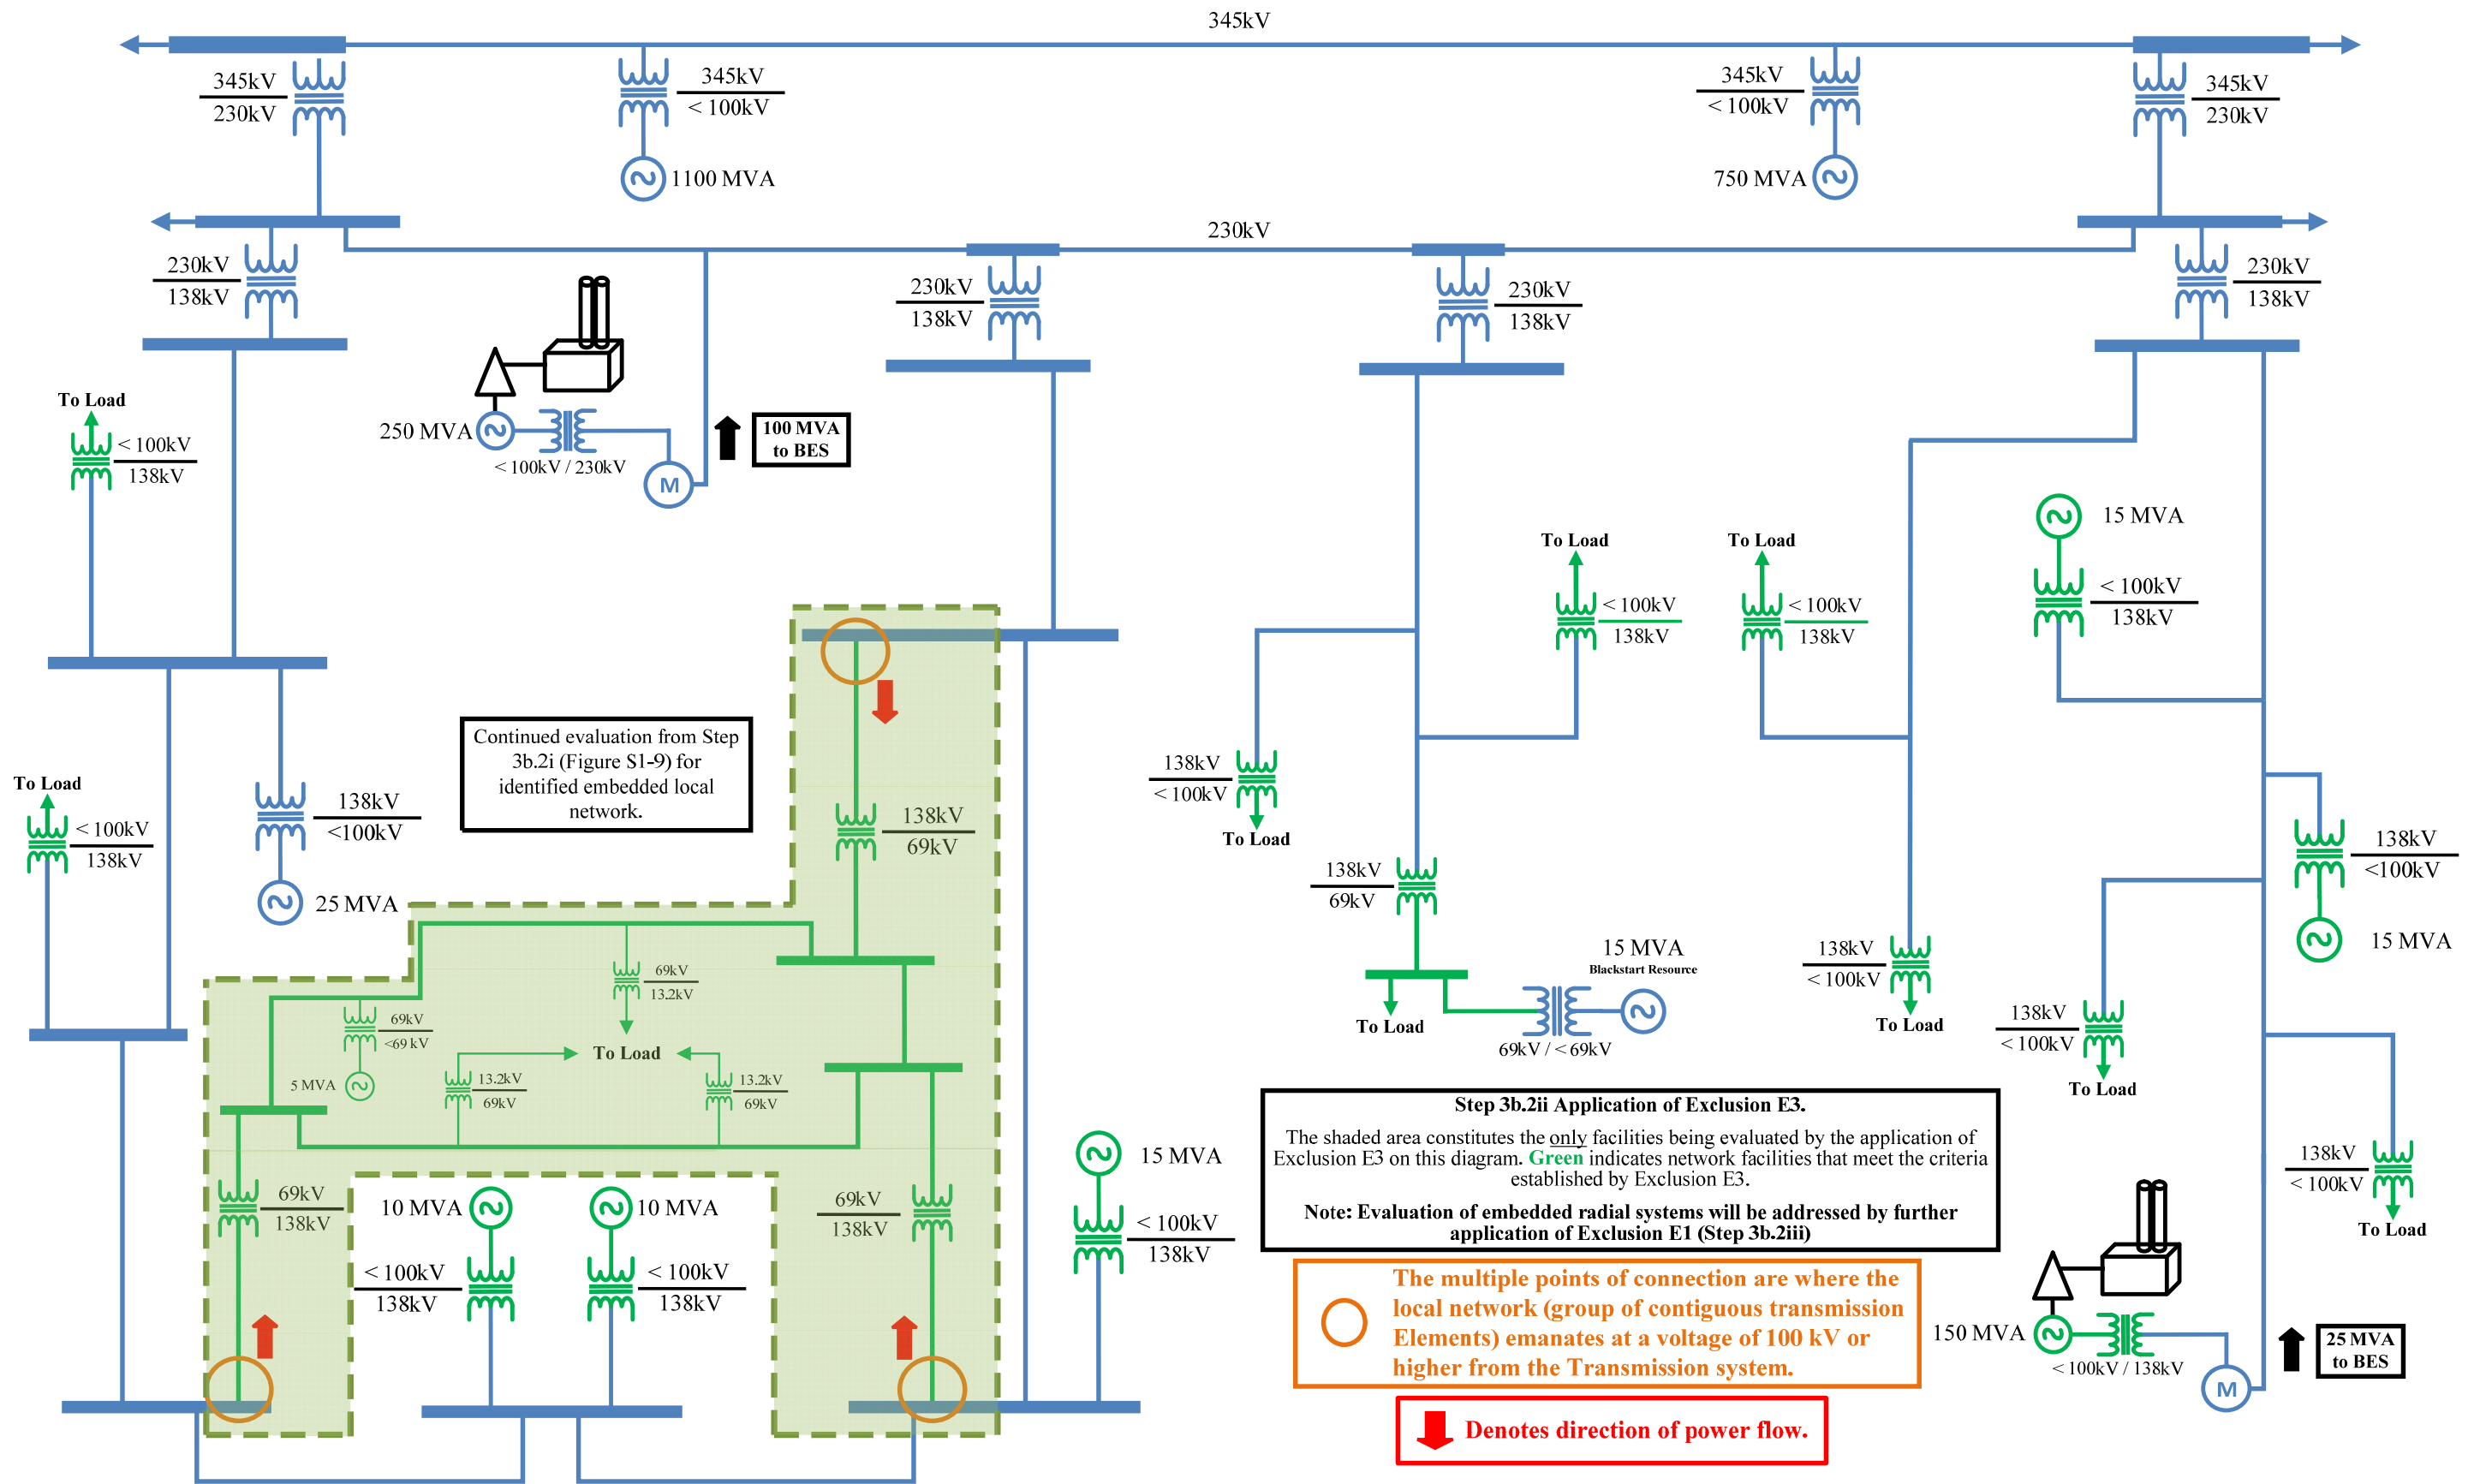 345kV
345kV
230kV
345kV
< 100kV
1100 MVA
345kV
< 100kV
750 MVA
345kV
230kV
230kV
230kV
138kV
230kV
138kV
230kV
138kV
230kV
138kV
To Load
< 100kV
138kV
250 MVA
< 100kV / 230kV
M
100 MVA
to BES
15 MVA
< 100kV
138kV
To Load
< 100kV
138kV
To Load
< 100kV
138kV
Continued evaluation from Step
3b.2i (Figure S1-9) for
identified embedded local
network.
To Load
< 100kV
138kV
138kV
<100kV
25 MVA
138kV
69kV
138kV
< 100kV
To Load
138kV
69kV
To Load
15 MVA
Blackstart Resource
69kV / < 69kV
138kV
< 100kV
To Load
138kV
<100kV
15 MVA
138kV
< 100kV
To Load
69kV
13.2kV
69kV
<69 kV
5 MVA
To Load
13.2kV
69kV
13.2kV
69kV
69kV
138kV
10 MVA
< 100kV
138kV
10 MVA
< 100kV
138kV
69kV
138kV
15 MVA
< 100kV
138kV
Step 3b.2ii Application of Exclusion E3.
The shaded area constitutes the only facilities being evaluated by the application of
Exclusion E3 on this diagram. Green indicates network facilities that meet the criteria
established by Exclusion E3.
Note: Evaluation of embedded radial systems will be addressed by further
application of Exclusion E1 (Step 3b.2iii)
138kV
< 100kV
To Load
The multiple points of connection are where the
local network (group of contiguous transmission
Elements) emanates at a voltage of 100 kV or
higher from the Transmission system.
150 MVA
< 100kV / 138kV
M
25 MVA
to BES
Denotes direction of power flow.